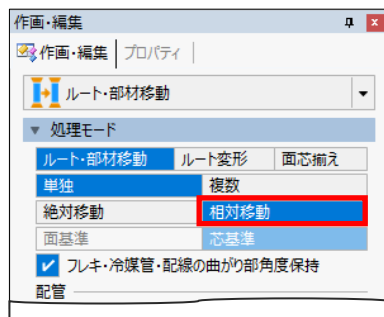 作画・編集
作画・編集 プロパティ
ルート・部材移動
処理モード
ルート・部材移動 ルート変形 面芯揃え
単独 複数
絶対移動 相対移動
面基準 芯基準
フレキ・冷媒管・配線の曲がり部角度保持
配管